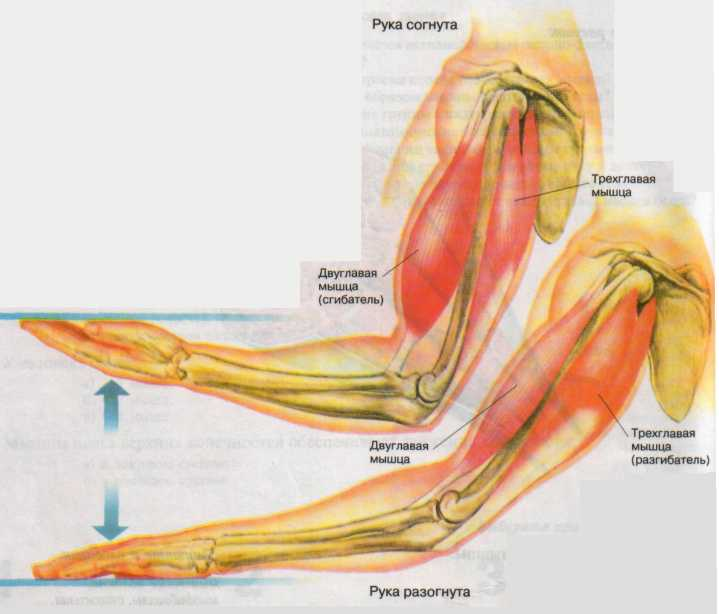 Рука согнута
Трехглавая
мышца
Двуглавая
мышца
(сгибатель)
Двуглавая
мышца
Трехглавая
мышца
(разгибатель)
Рука разогнута